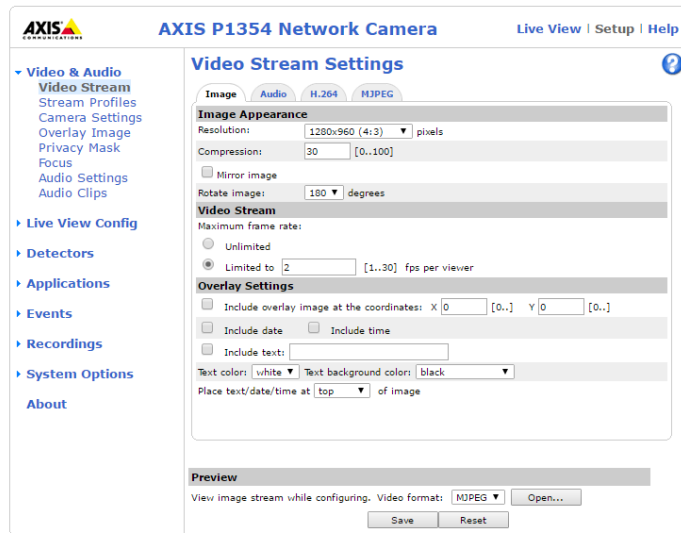 AXIS
COMMUNICATIONS
AXIS P1354 Network Camera
Live View | Setup | Help
Video & Audio
Video Stream
Stream Profiles
Camera Settings
Overlay Image
Privacy Mask
Focus
Audio Settings
Audio Clips
Live View Config
Detectors
Applications
Events
Recordings
System Options
About
Video Stream Settings
?
Image Audio H.264 MJPEG
Image Appearance
Resolution: 1280x960 (4:3) pixels
Compression: 30 [0..100]
Mirror image
Rotate image: 180 degrees
Video Stream
Maximum frame rate:
Unlimited
Limited to 2 [1..30] fps per viewer
Overlay Settings
Include overlay image at the coordinates: X 0 [0..] Y 0 [0..]
Include date Include time
Include text:
Text color: white Text background color: black
Place text/date/time at top of image
Preview
View image stream while configuring. Video format: MJPEG Open...
Save Reset